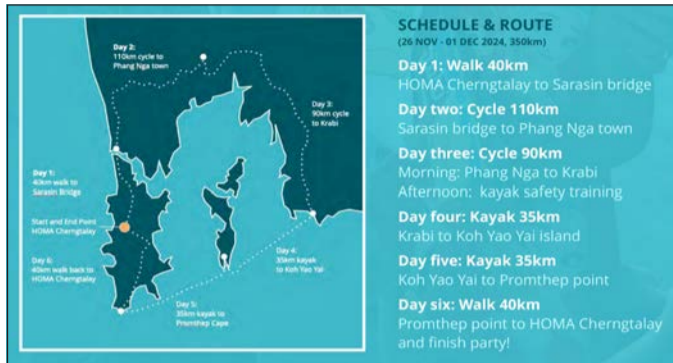 Day 2:
110km cycle to
Phang Nga town
Day 3:
90km cycle
to Krabi
Day 1:
40km walk to
Sarasin Bridge
Start and End Point
HOMA Cherngtalay
Day 6:
40km walk back to
HOMA Cherngtalay
Day 4:
35km kayak
to Koh Yao Yai
Day 5:
35km kayak to
Promthep Cape
SCHEDULE & ROUTE
(26 NOV - 01 DEC 2024, 350km)
Day 1: Walk 40km
HOMA Cherngtalay to Sarasin bridge
Day two: Cycle 110km
Sarasin bridge to Phang Nga town
Day three: Cycle 90km
Morning: Phang Nga to Krabi
Afternoon: kayak safety training
Day four: Kayak 35km
Krabi to Koh Yao Yai island
Day five: Kayak 35km
Koh Yao Yai to Promthep point
Day six: Walk 40km
Promthep point to HOMA Cherngtalay
and finish party!